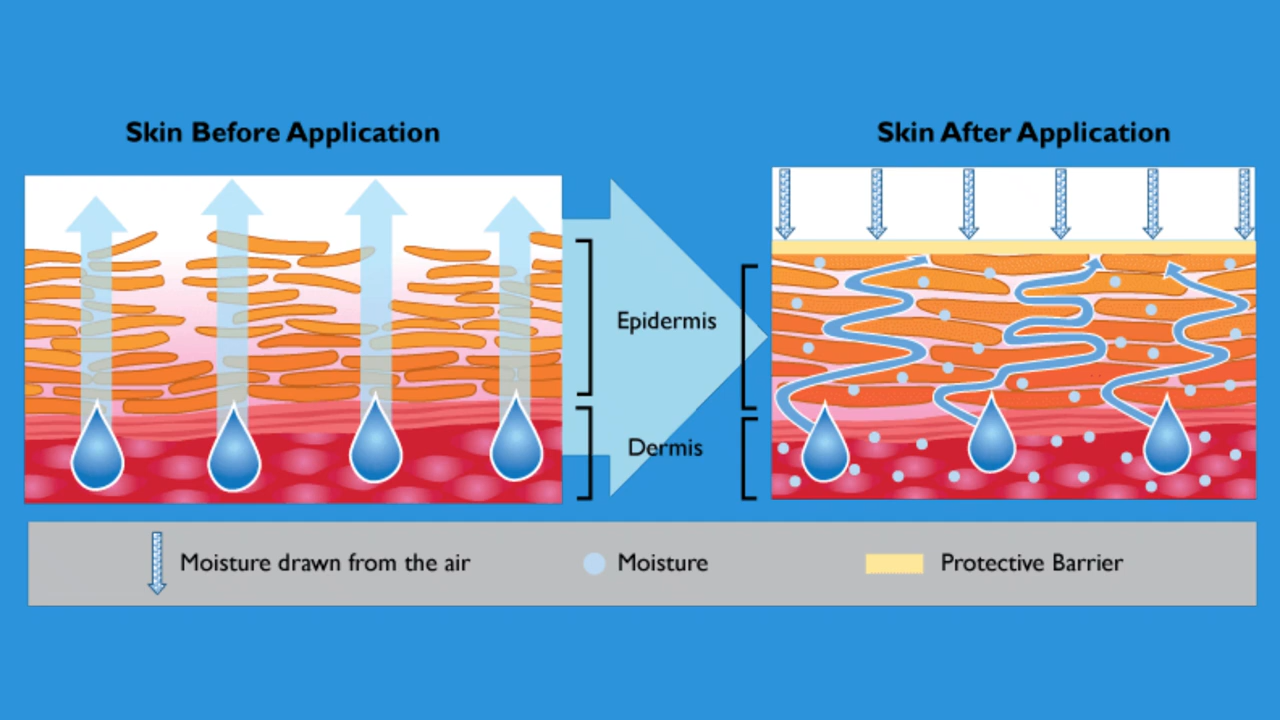 Skin Before Application
Skin After Application
Epidermis
Dermis
Moisture drawn from the air
Moisture
Protective Barrier